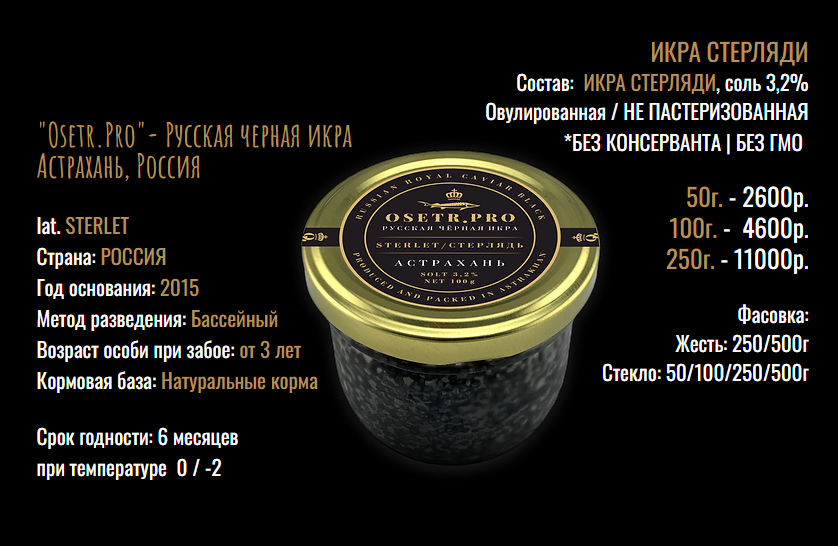 "Osetr.Pro" - Русская черная икра
Астрахань, Россия
lat. STERLET
Страна: РОССИЯ
Год основания: 2015
Метод разведения: Бассейный
Возраст особи при забое: от 3 лет
Кормовая база: Натуральные корма
Срок годности: 6 месяцев
при температуре 0 / -2
RUSSIAN ROYAL CAVIAR BLACK
OSETR.PRO
РУССКАЯ ЧЁРНАЯ ИКРА
STERLET/СТЕРЛЯДЬ
АСТРАХАНЬ
SOLT 3,2%
NET 100g
PRODUCED AND PACKED IN ASTRAKHAN
ИКРА СТЕРЛЯДИ
Состав: ИКРА СТЕРЛЯДИ, соль 3,2%
Овулированная / НЕ ПАСТЕРИЗОВАННАЯ
*БЕЗ КОНСЕРВАНТА | БЕЗ ГМО
50г. - 2600р.
100г. - 4600р.
250г. - 11000р.
Фасовка:
Жесть: 250/500г
Стекло: 50/100/250/500г